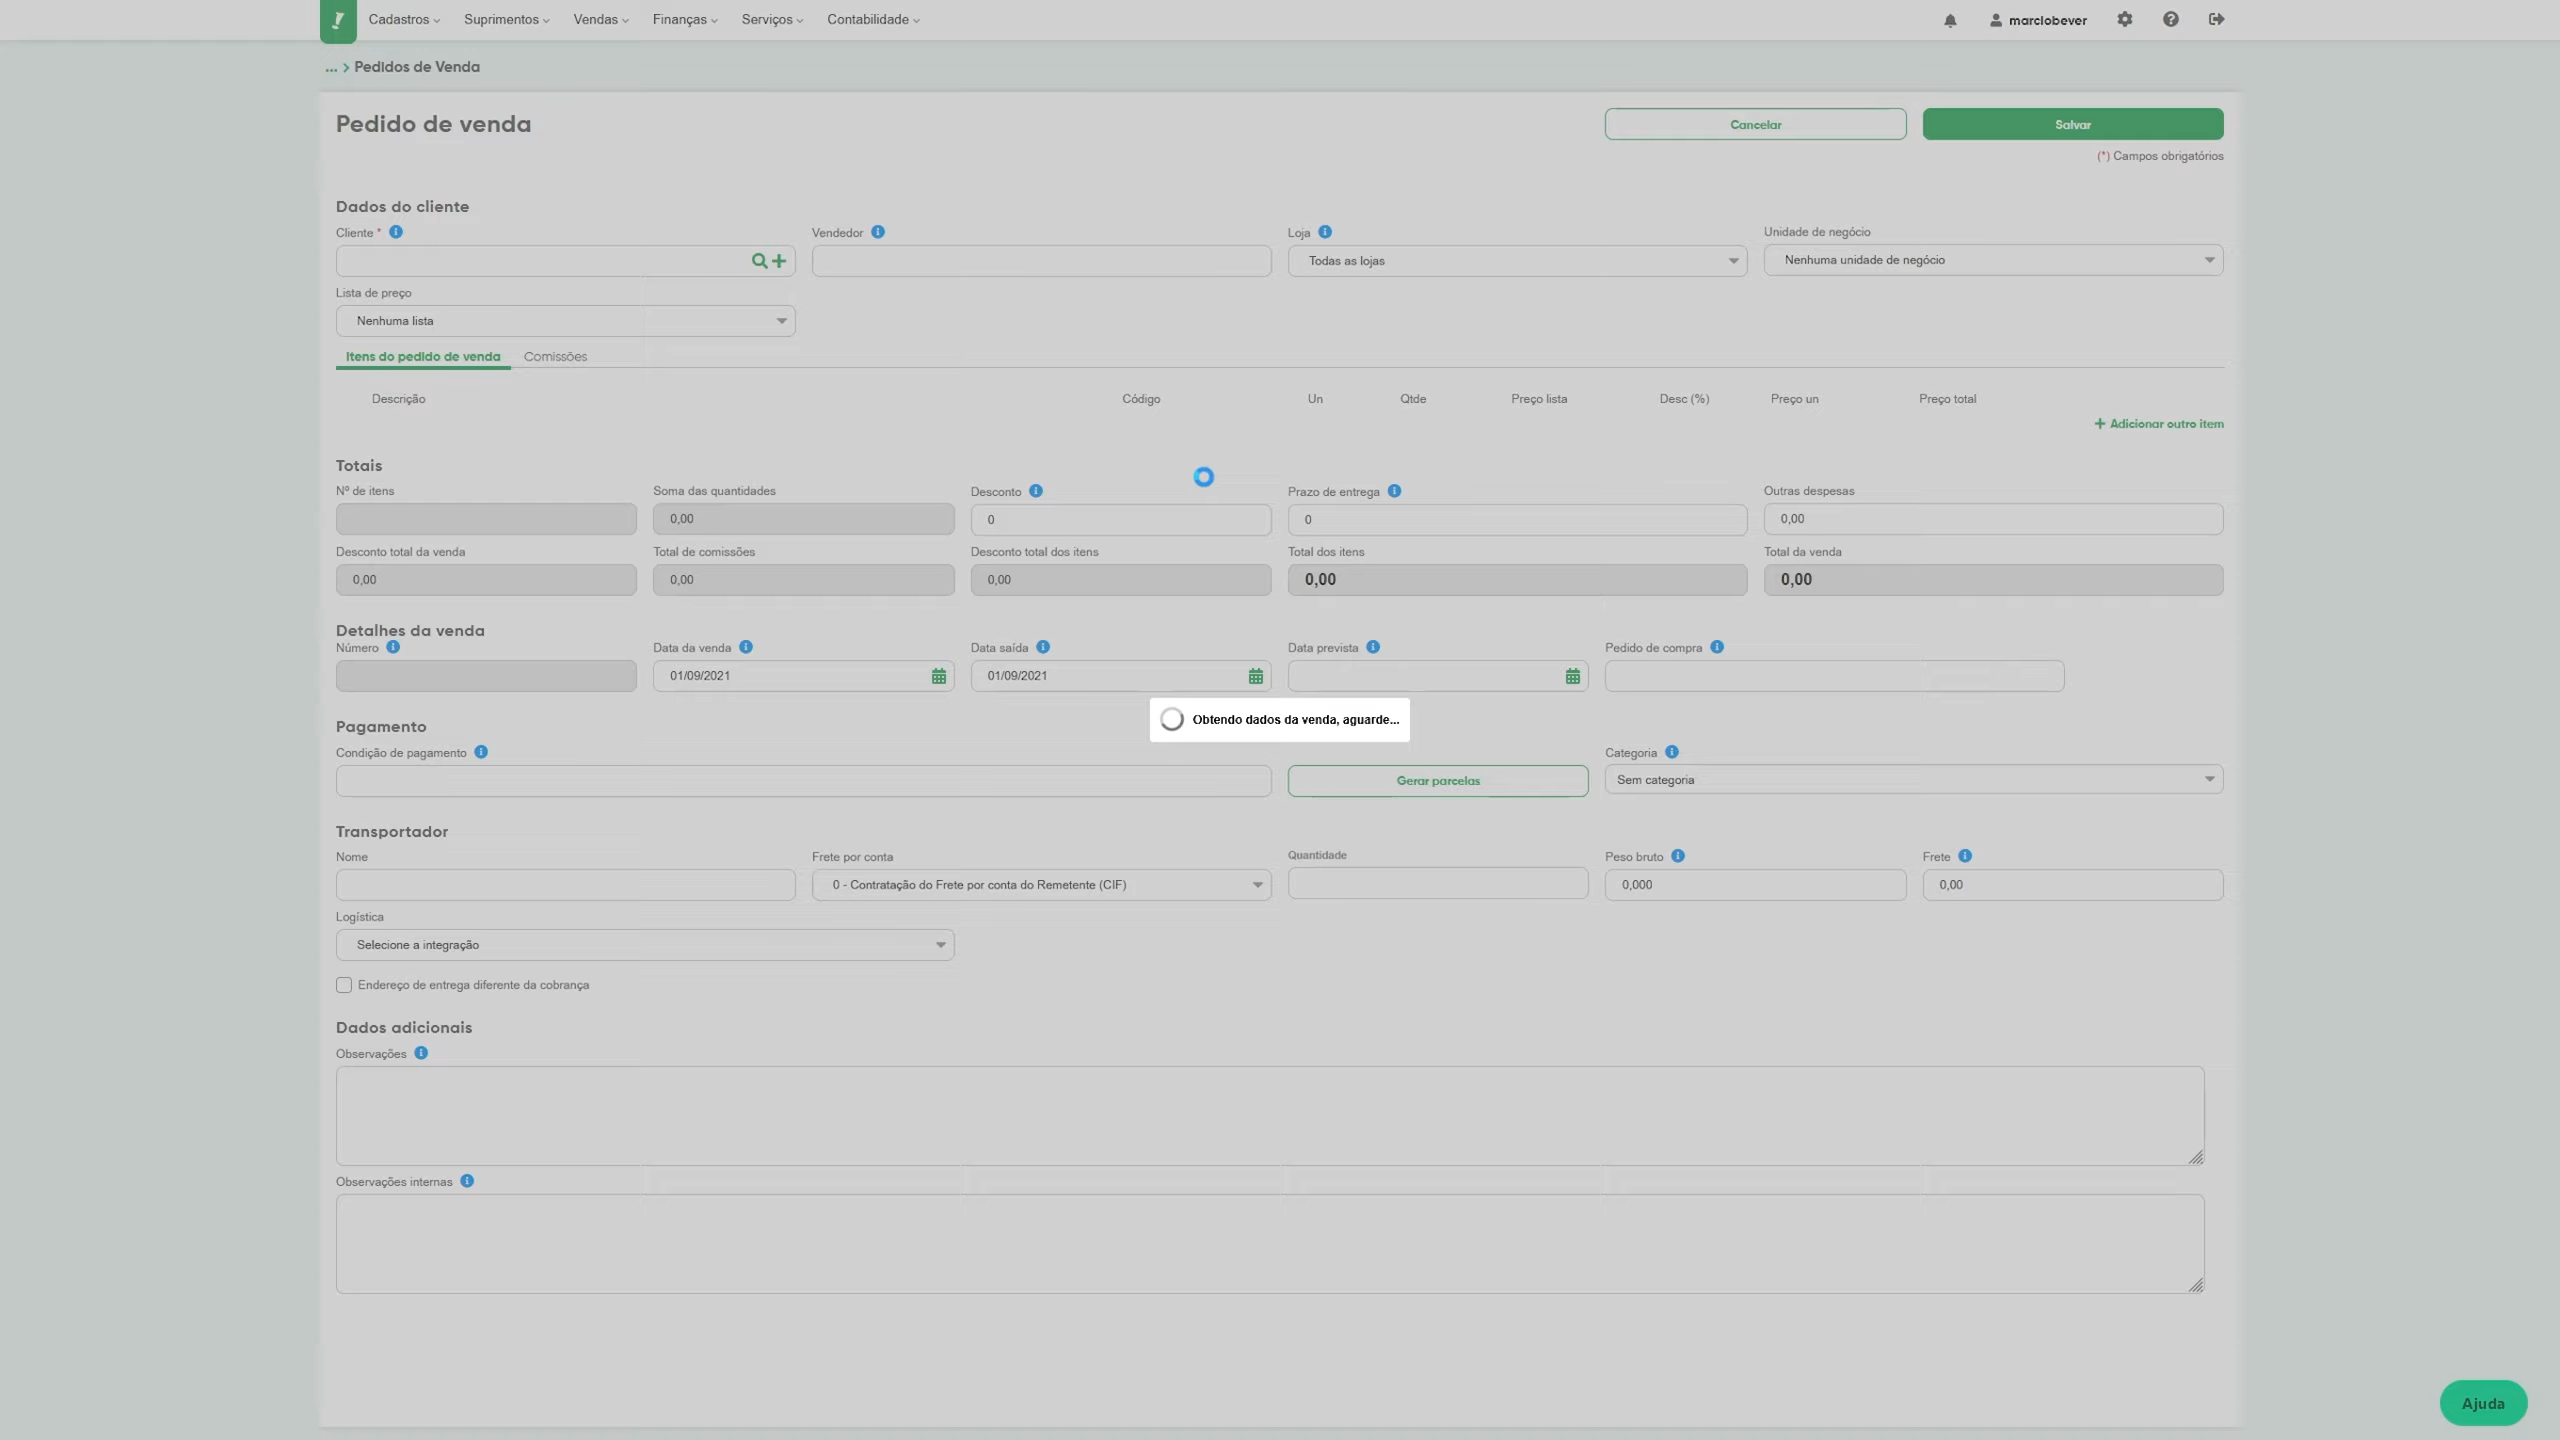 Cadastros Suprimentos Vendas Finanças Serviços Contabilidade marciobever
... > Pedidos de Venda
Pedido de venda Cancelar Salvar
(*) Campos obrigatórios
Dados do cliente
Cliente * Vendedor Loja Unidade de negócio
Todas as lojas Nenhuma unidade de negócio
Lista de preço
Nenhuma lista
Itens do pedido de venda Comissões
Descrição Código Un Qtde Preço lista Desc (%) Preço un Preço total
+ Adicionar outro item
Totais
Nº de itens Soma das quantidades Desconto Prazo de entrega Outras despesas
0,00 0 0 0,00
Desconto total da venda Total de comissões Desconto total dos itens Total dos itens Total da venda
0,00 0,00 0,00 0,00 0,00
Detalhes da venda
Número Data da venda Data saída Data prevista Pedido de compra
01/09/2021 01/09/2021
Obtendo dados da venda, aguarde...
Pagamento
Condição de pagamento Categoria
Gerar parcelas Sem categoria
Transportador
Nome Frete por conta Quantidade Peso bruto Frete
0 - Contratação do Frete por conta do Remetente (CIF) 0,000 0,00
Logística
Selecione a integração
Endereço de entrega diferente da cobrança
Dados adicionais
Observações
Observações internas
Ajuda